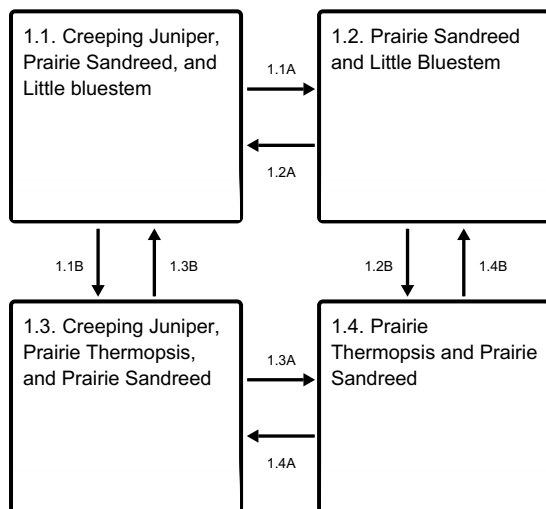 1.1. Creeping Juniper,
Prairie Sandreed, and
Little bluestem
1.1A
1.2. Prairie Sandreed
and Little Bluestem
1.2A
1.1B
1.3B
1.2B
1.4B
1.3. Creeping Juniper,
Prairie Thermopsis,
and Prairie Sandreed
1.3A
1.4. Prairie
Thermopsis and Prairie
Sandreed
1.4A